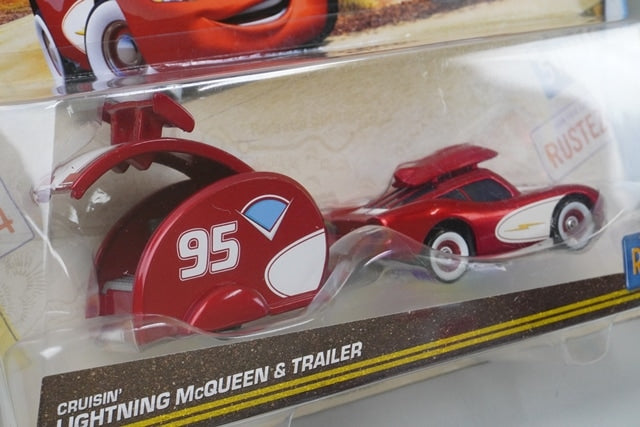 RUSTEZ
95
CRUISIN'
LIGHTNING McQUEEN & TRAILER